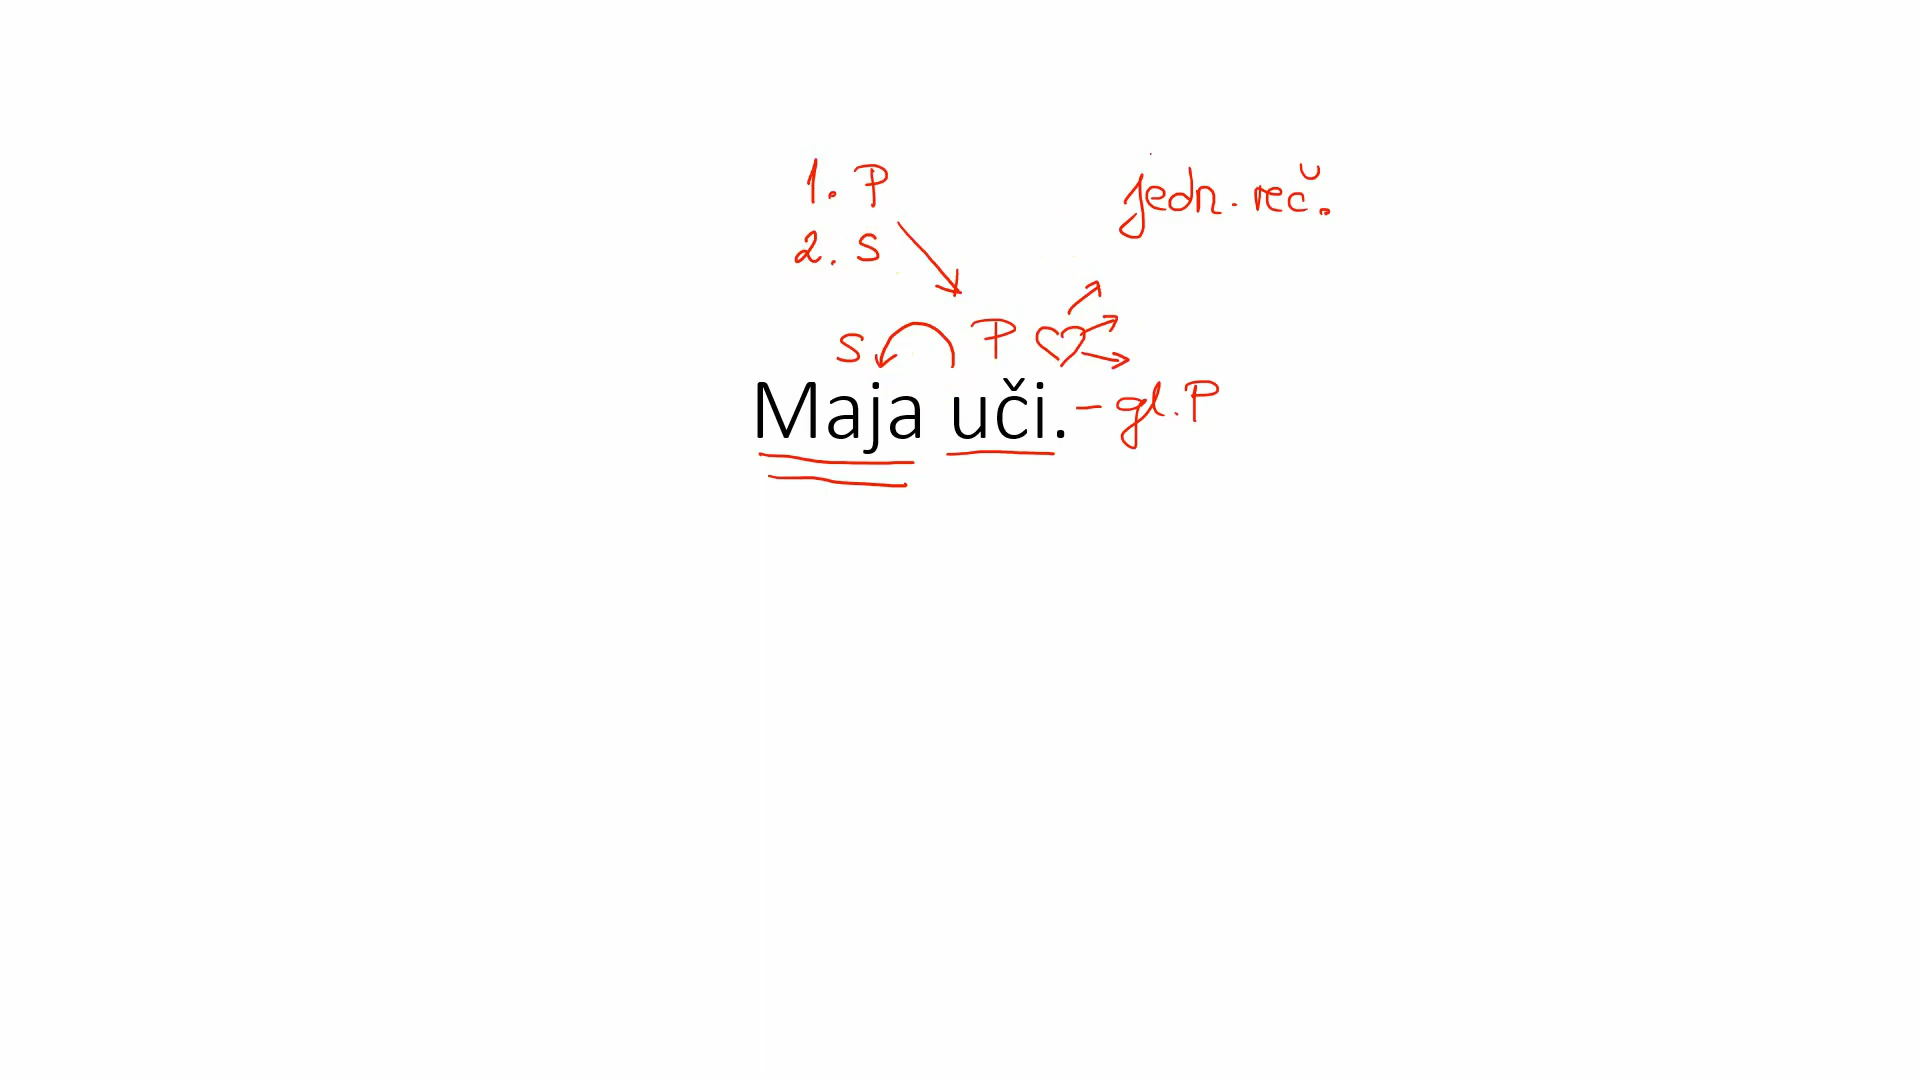 1. P
jedn. reč.
2. S
S P
Maja uči. - gl. P